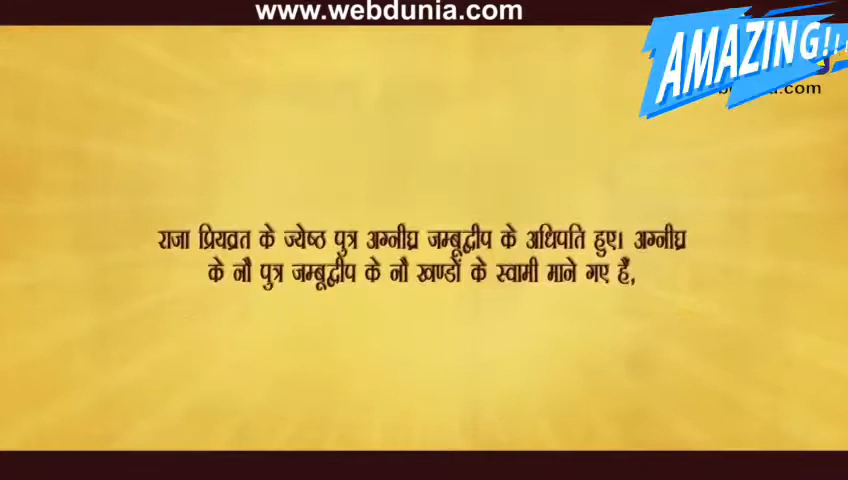 www.webdunia.com
AMAZING!!!
राजा प्रियव्रत के ज्येष्ठ पुत्र अग्नीध्र जम्बूद्वीप के अधिपति हुए। अग्नीध्र
के नौ पुत्र जम्बूद्वीप के नौ खण्डों के स्वामी माने गए हैं,